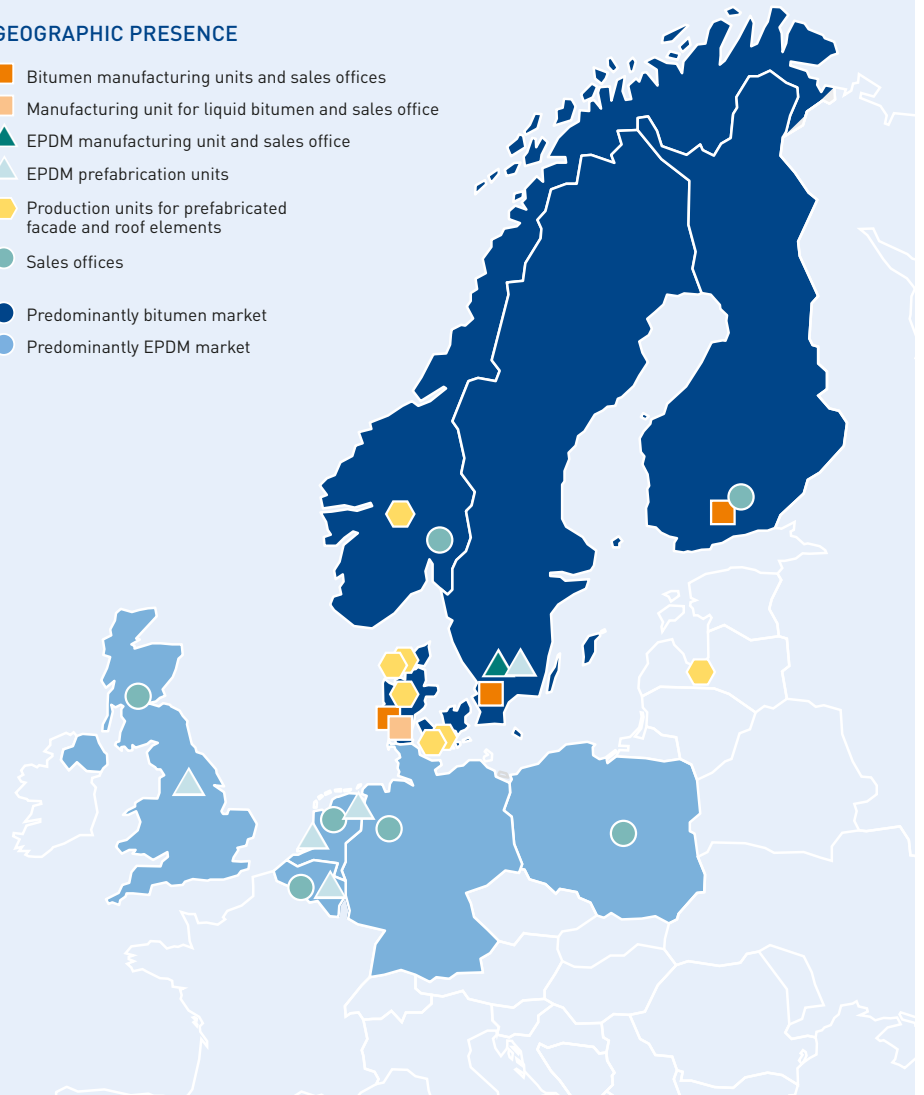 GEOGRAPHIC PRESENCE
Bitumen manufacturing units and sales offices
Manufacturing unit for liquid bitumen and sales office
EPDM manufacturing unit and sales office
EPDM prefabrication units
Production units for prefabricated
facade and roof elements
Sales offices
Predominantly bitumen market
Predominantly EPDM market